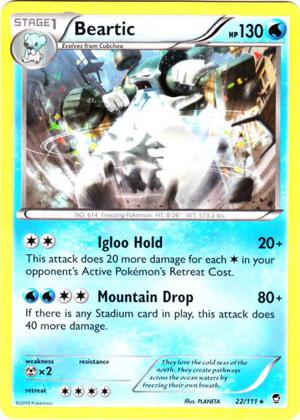 STAGE1
Beartic
HP130
Evolves from Cubchoo
NO. 614 Freezing Pokémon HT: 8'06" WT: 573.2 lbs.
Igloo Hold 20+
This attack does 20 more damage for each in your
opponent's Active Pokémon's Retreat Cost.
Mountain Drop 80+
If there is any Stadium card in play, this attack does
40 more damage.
weakness resistance
×2
retreat
They love the cold seas of the
north. They create pathways
across the ocean waters by
freezing their own breath.
©2014 Pokémon
Illus. PLANETA
22/111